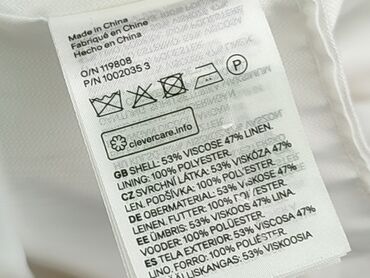 Made in China
Fabriqué en Chine
Hecho en China
O/N 119808
P/N 1002035 3
P
clevercare.info
GB SHELL: 53% VISCOSE 47% LINEN.
LINING: 100% POLYESTER.
CZ SVRCHNÍ LÁTKA: 53% VISKÓZA 47%
LEN. PODŠÍVKA: 100% POLYESTER.
DE OBERMATERIAL: 53% VISKOSE 47%
LEINEN. FUTTER: 100% POLYESTER.
EE ÜMBRIS: 53% VISKOOS 47% LINA.
VOODER: 100% POLÜESTER.
ES TELA EXTERIOR: 53% VISCOSA 47%
LINO. FORRO: 100% POLIÉSTER.
53% VISKOOSIA